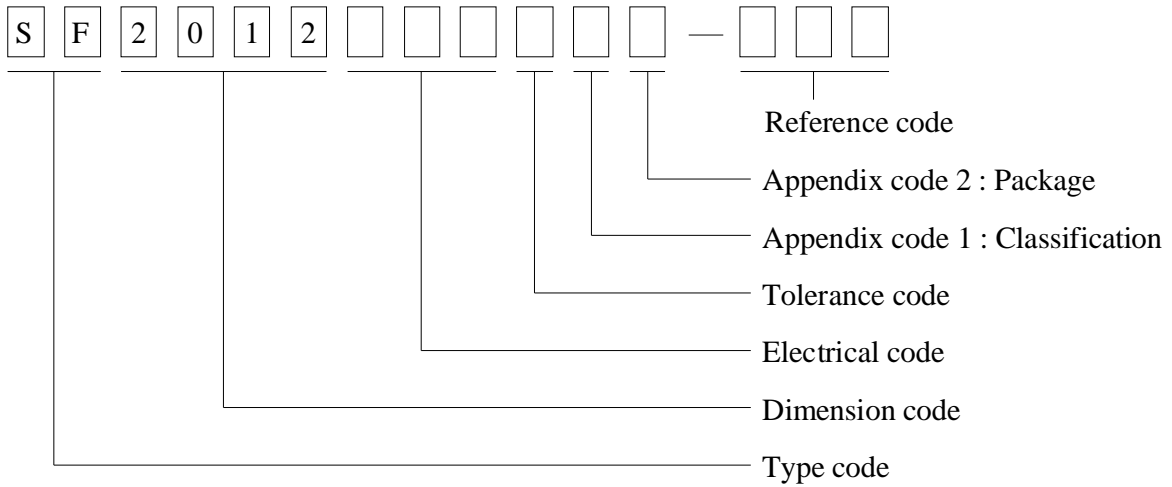 S F 2 0 1 2 —
Reference code
Appendix code 2 : Package
Appendix code 1 : Classification
Tolerance code
Electrical code
Dimension code
Type code